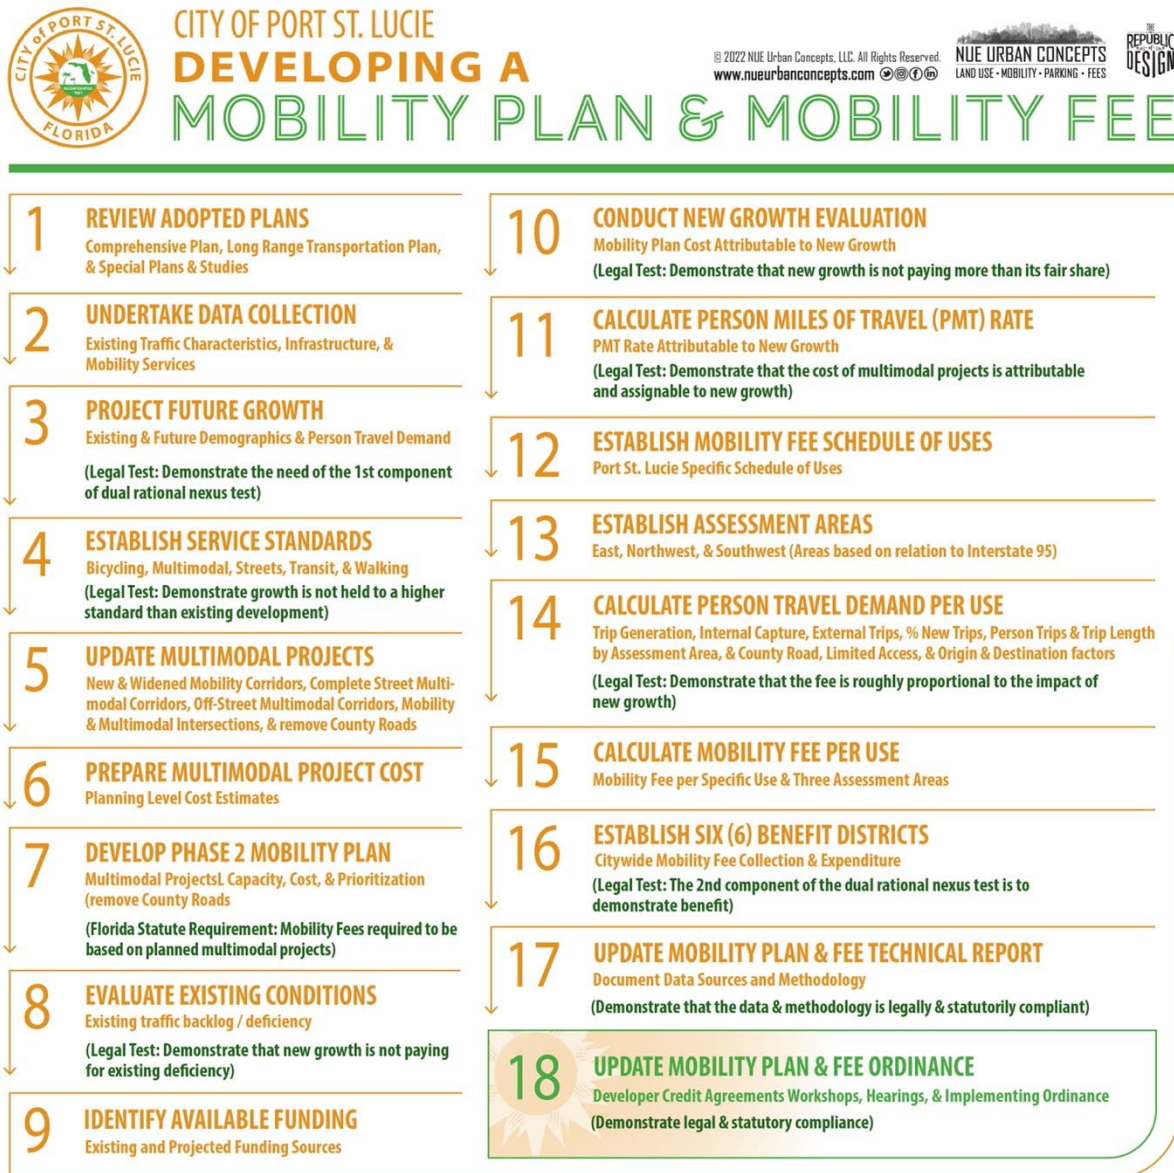 CITY OF PORT ST. LUCIE
FLORIDA
CITY OF PORT ST. LUCIE
DEVELOPING A
MOBILITY PLAN & MOBILITY FEE
© 2022 NUE Urban Concepts, LLC. All Rights Reserved.
www.nueurbanconcepts.com
NUE URBAN CONCEPTS
LAND USE • MOBILITY • PARKING • FEES
THE
REPUBLIC
DESIGN
1
REVIEW ADOPTED PLANS
Comprehensive Plan, Long Range Transportation Plan,
& Special Plans & Studies
2
UNDERTAKE DATA COLLECTION
Existing Traffic Characteristics, Infrastructure, &
Mobility Services
3
PROJECT FUTURE GROWTH
Existing & Future Demographics & Person Travel Demand
(Legal Test: Demonstrate the need of the 1st component
of dual rational nexus test)
4
ESTABLISH SERVICE STANDARDS
Bicycling, Multimodal, Streets, Transit, & Walking
(Legal Test: Demonstrate growth is not held to a higher
standard than existing development)
5
UPDATE MULTIMODAL PROJECTS
New & Widened Mobility Corridors, Complete Street Multi-
modal Corridors, Off-Street Multimodal Corridors, Mobility
& Multimodal Intersections, & remove County Roads
6
PREPARE MULTIMODAL PROJECT COST
Planning Level Cost Estimates
7
DEVELOP PHASE 2 MOBILITY PLAN
Multimodal ProjectsL Capacity, Cost, & Prioritization
(remove County Roads
(Florida Statute Requirement: Mobility Fees required to be
based on planned multimodal projects)
8
EVALUATE EXISTING CONDITIONS
Existing traffic backlog / deficiency
(Legal Test: Demonstrate that new growth is not paying
for existing deficiency)
9
IDENTIFY AVAILABLE FUNDING
Existing and Projected Funding Sources
10
CONDUCT NEW GROWTH EVALUATION
Mobility Plan Cost Attributable to New Growth
(Legal Test: Demonstrate that new growth is not paying more than its fair share)
11
CALCULATE PERSON MILES OF TRAVEL (PMT) RATE
PMT Rate Attributable to New Growth
(Legal Test: Demonstrate that the cost of multimodal projects is attributable
and assignable to new growth)
12
ESTABLISH MOBILITY FEE SCHEDULE OF USES
Port St. Lucie Specific Schedule of Uses
13
ESTABLISH ASSESSMENT AREAS
East, Northwest, & Southwest (Areas based on relation to Interstate 95)
14
CALCULATE PERSON TRAVEL DEMAND PER USE
Trip Generation, Internal Capture, External Trips, % New Trips, Person Trips & Trip Length
by Assessment Area, & County Road, Limited Access, & Origin & Destination factors
(Legal Test: Demonstrate that the fee is roughly proportional to the impact of
new growth)
15
CALCULATE MOBILITY FEE PER USE
Mobility Fee per Specific Use & Three Assessment Areas
16
ESTABLISH SIX (6) BENEFIT DISTRICTS
Citywide Mobility Fee Collection & Expenditure
(Legal Test: The 2nd component of the dual rational nexus test is to
demonstrate benefit)
17
UPDATE MOBILITY PLAN & FEE TECHNICAL REPORT
Document Data Sources and Methodology
(Demonstrate that the data & methodology is legally & statutorily compliant)
18
UPDATE MOBILITY PLAN & FEE ORDINANCE
Developer Credit Agreements Workshops, Hearings, & Implementing Ordinance
(Demonstrate legal & statutory compliance)